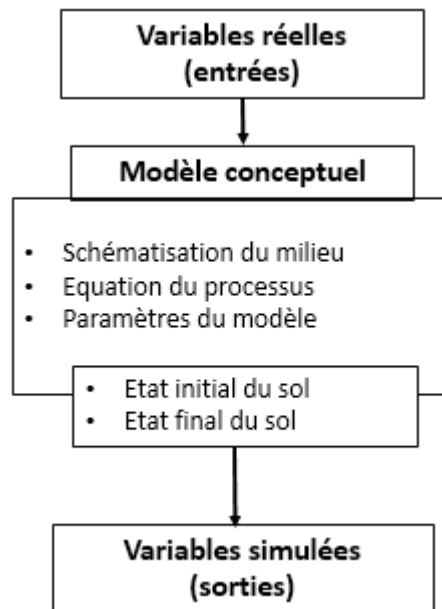 Variables réelles
(entrées)
Modèle conceptuel
• Schématisation du milieu
• Equation du processus
• Paramètres du modèle
• Etat initial du sol
• Etat final du sol
Variables simulées
(sorties)